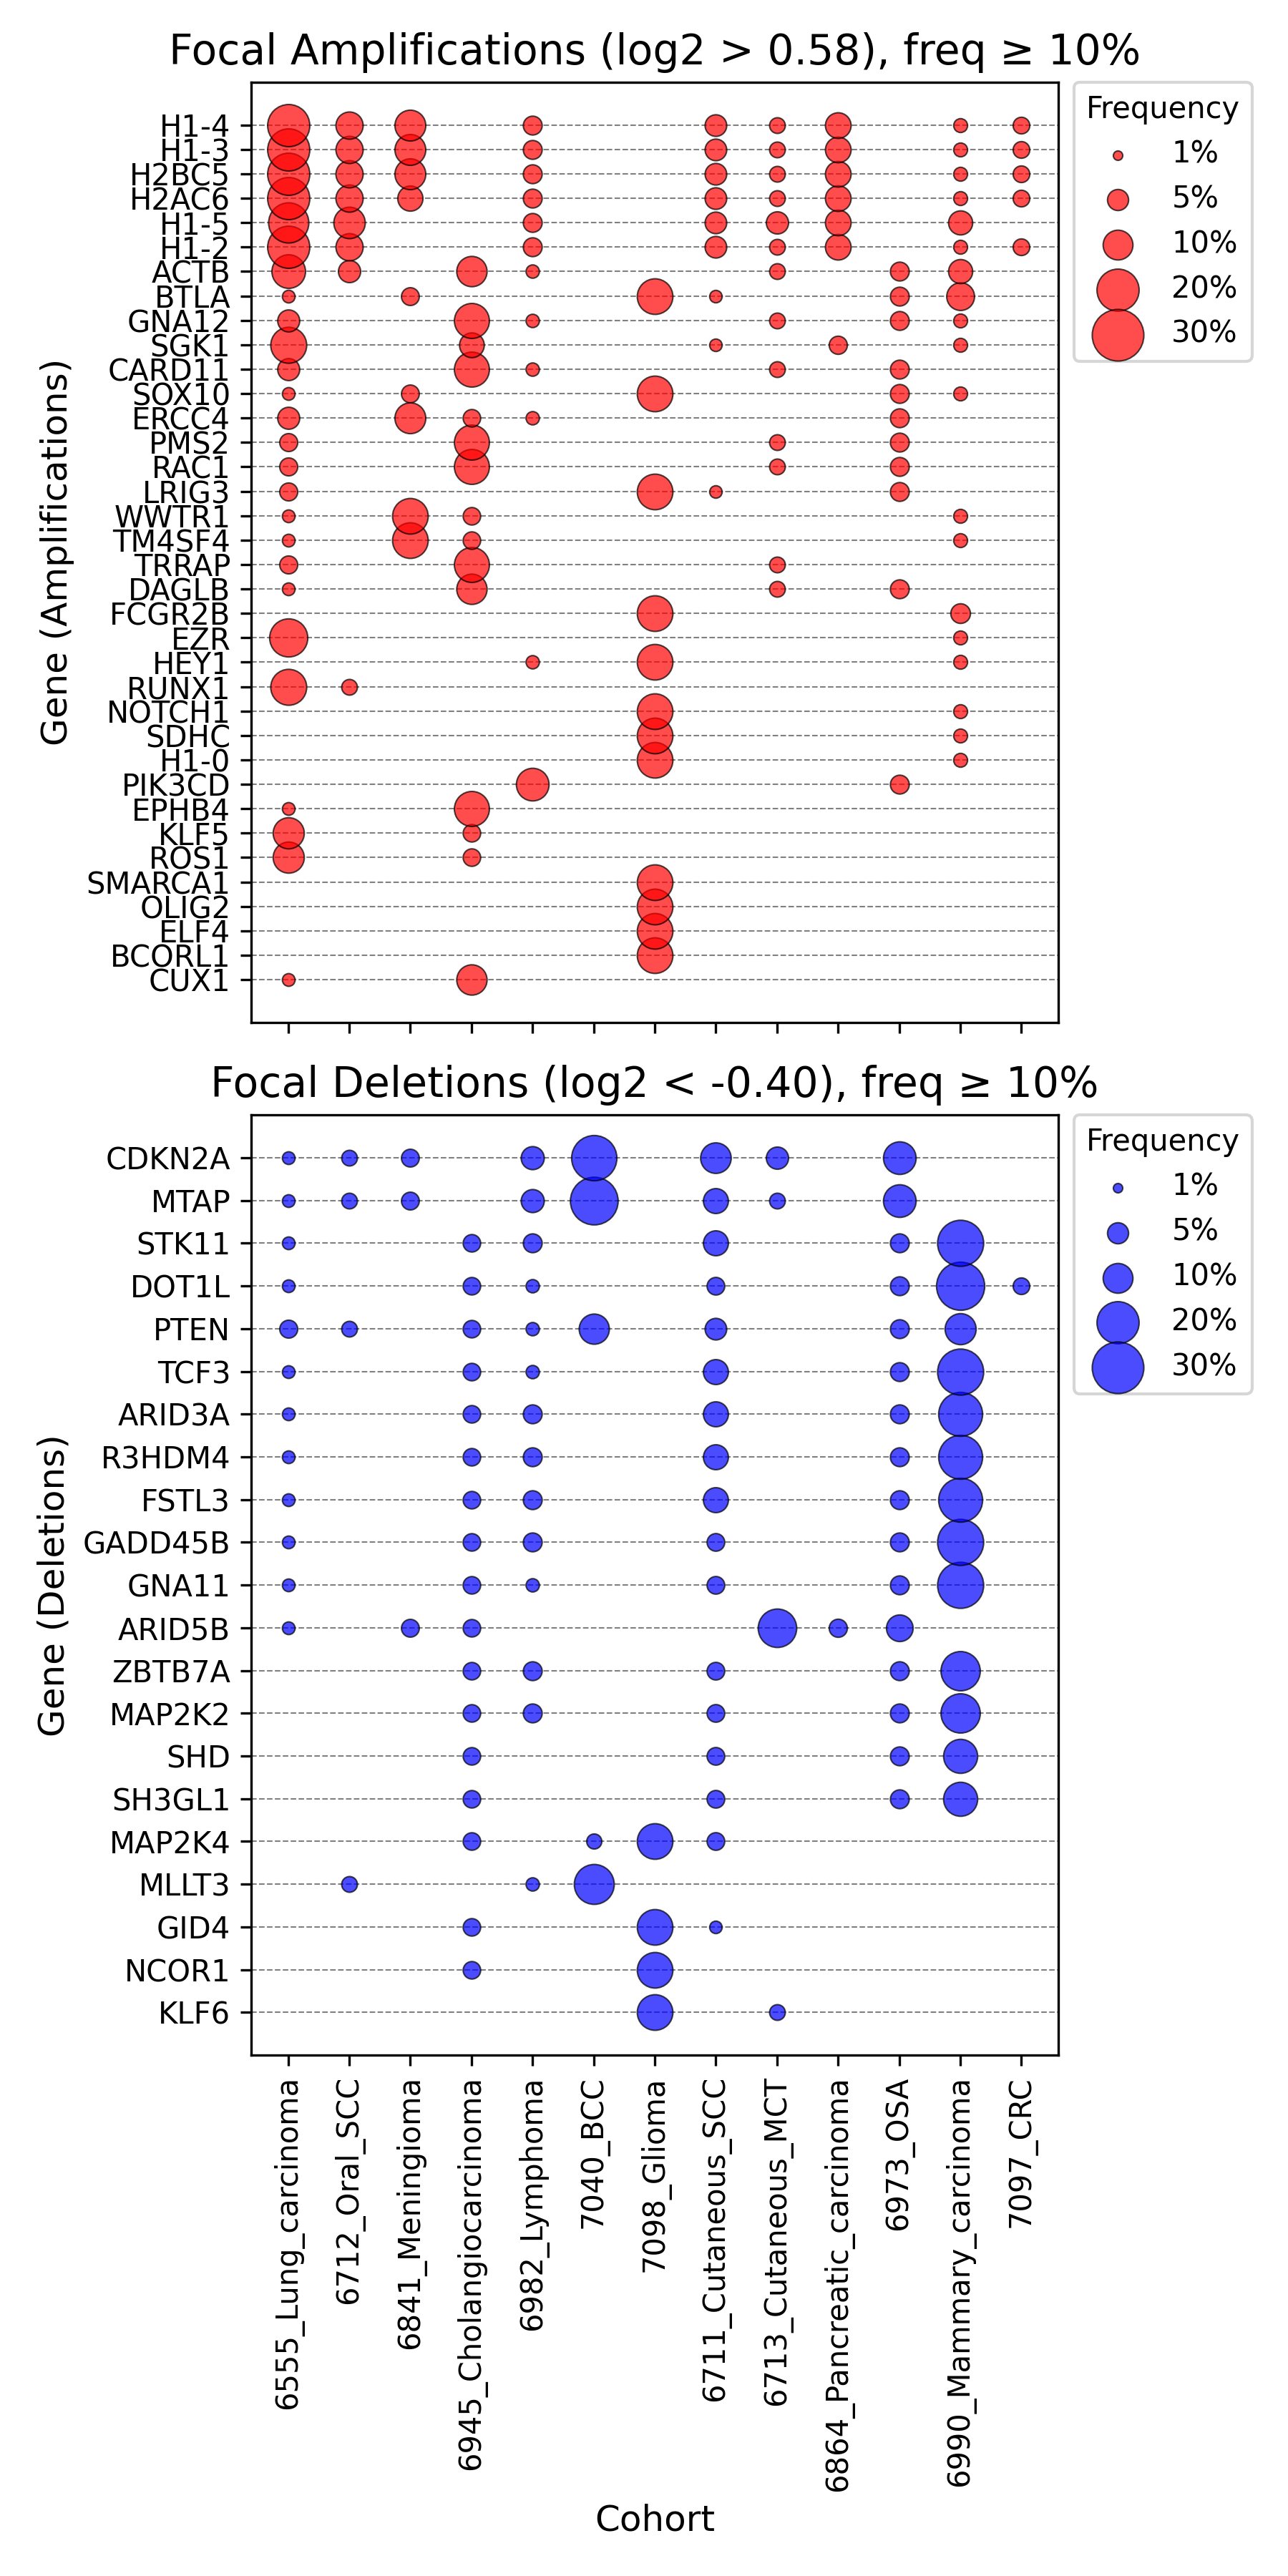 Focal Amplifications (log2 > 0.58), freq ≥ 10%
Gene (Amplifications)
H1-4
H1-3
H2BC5
H2AC6
H1-5
H1-2
ACTB
BTLA
GNA12
SGK1
CARD11
SOX10
ERCC4
PMS2
RAC1
LRIG3
WWTR1
TM4SF4
TRRAP
DAGLB
FCGR2B
EZR
HEY1
RUNX1
NOTCH1
SDHC
H1-0
PIK3CD
EPHB4
KLF5
ROS1
SMARCA1
OLIG2
ELF4
BCORL1
CUX1
Frequency
1%
5%
10%
20%
30%
Focal Deletions (log2 < -0.40), freq ≥ 10%
Gene (Deletions)
CDKN2A
MTAP
STK11
DOT1L
PTEN
TCF3
ARID3A
R3HDM4
FSTL3
GADD45B
GNA11
ARID5B
ZBTB7A
MAP2K2
SHD
SH3GL1
MAP2K4
MLLT3
GID4
NCOR1
KLF6
Frequency
1%
5%
10%
20%
30%
6555_Lung_carcinoma
6712_Oral_SCC
6841_Meningioma
6945_Cholangiocarcinoma
6982_Lymphoma
7040_BCC
7098_Glioma
6711_Cutaneous_SCC
6713_Cutaneous_MCT
6864_Pancreatic_carcinoma
6973_OSA
6990_Mammary_carcinoma
7097_CRC
Cohort